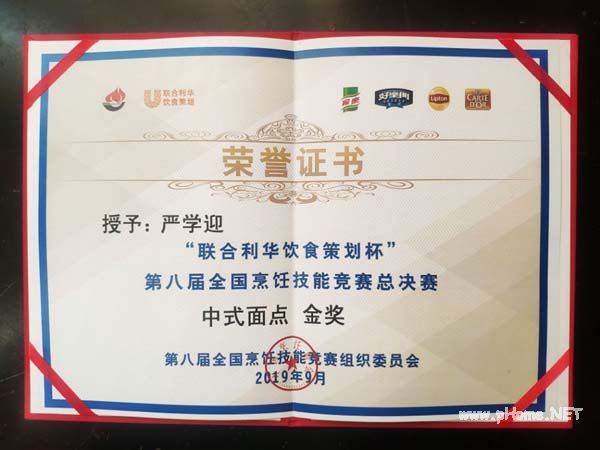 联合利华
饮食策划
家乐
好乐门
Lipton
CARTE
D'OR
荣誉证书
授予：严学迎
“联合利华饮食策划杯”
第八届全国烹饪技能竞赛总决赛
中式面点 金奖
第八届全国烹饪技能竞赛组织委员会
2019年9月
www.pHome.NET